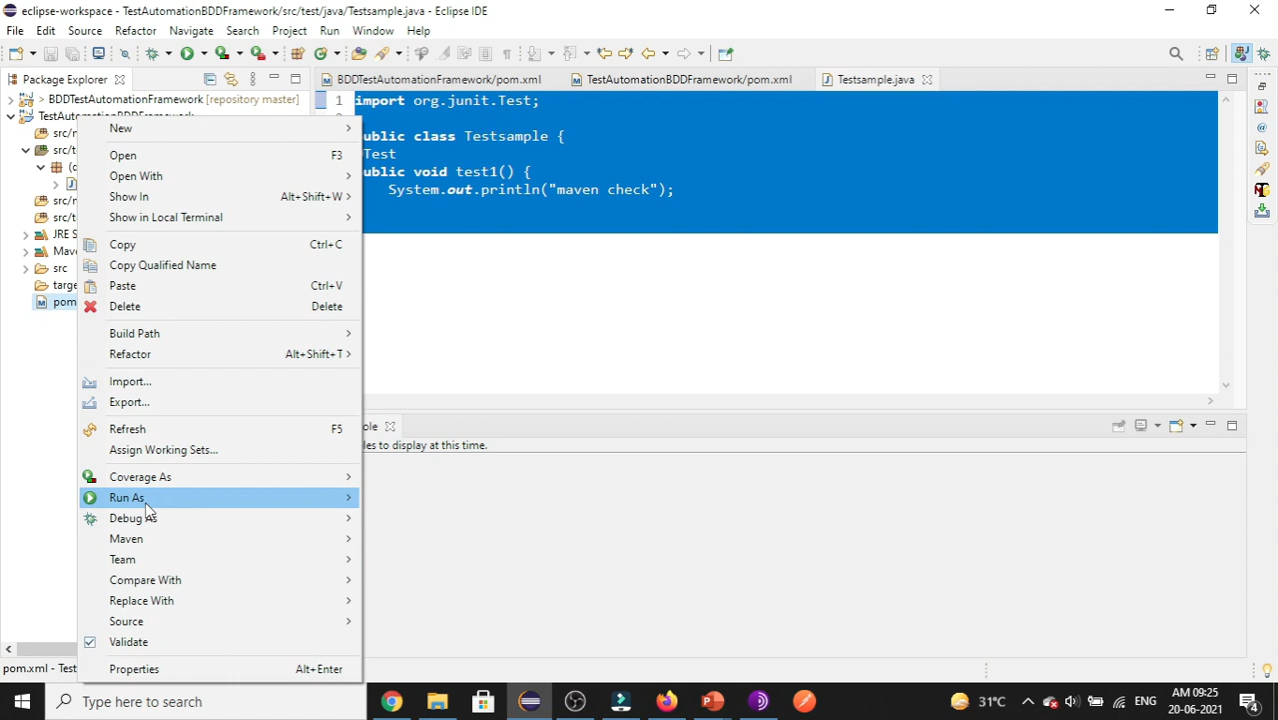 eclipse-workspace - TestAutomationBDDFramework/src/test/java/Testsample.java - Eclipse IDE
File Edit Source Refactor Navigate Search Project Run Window Help
Package Explorer
BDDTestAutomationFramework/pom.xml
TestAutomationBDDFramework/pom.xml
Testsample.java
> BDDTestAutomationFramework [repository master]
TestAutomationBDDFramework
src/
src/t
(
src/
src/t
JRE S
Mav
src
targe
pom
1 import org.junit.Test;
ublic class Testsample {
Test
ublic void test1() {
System.out.println("maven check");
New
Open F3
Open With
Show In Alt+Shift+W
Show in Local Terminal
Copy Ctrl+C
Copy Qualified Name
Paste Ctrl+V
Delete Delete
Build Path
Refactor Alt+Shift+T
Import...
Export...
Refresh F5
Assign Working Sets...
Coverage As
Run As
Debug As
Maven
Team
Compare With
Replace With
Source
Validate
Properties Alt+Enter
ole
les to display at this time.
pom.xml - Test
Type here to search
31°C
ENG
AM 09:25
20-06-2021
4